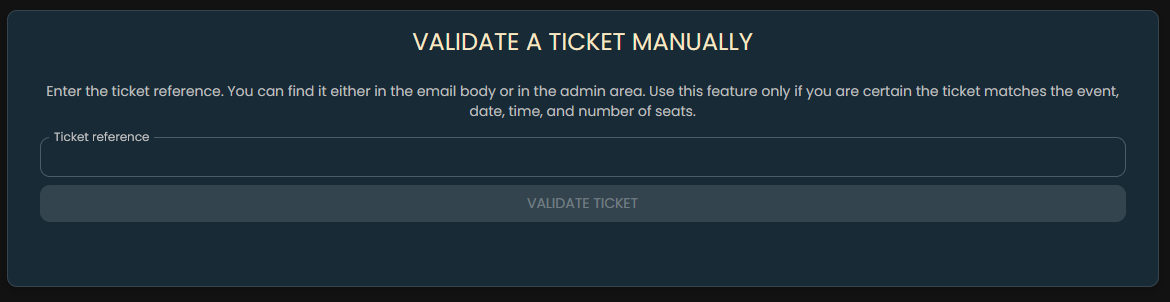 VALIDATE A TICKET MANUALLY
Enter the ticket reference. You can find it either in the email body or in the admin area. Use this feature only if you are certain the ticket matches the event,
date, time, and number of seats.
Ticket reference
VALIDATE TICKET